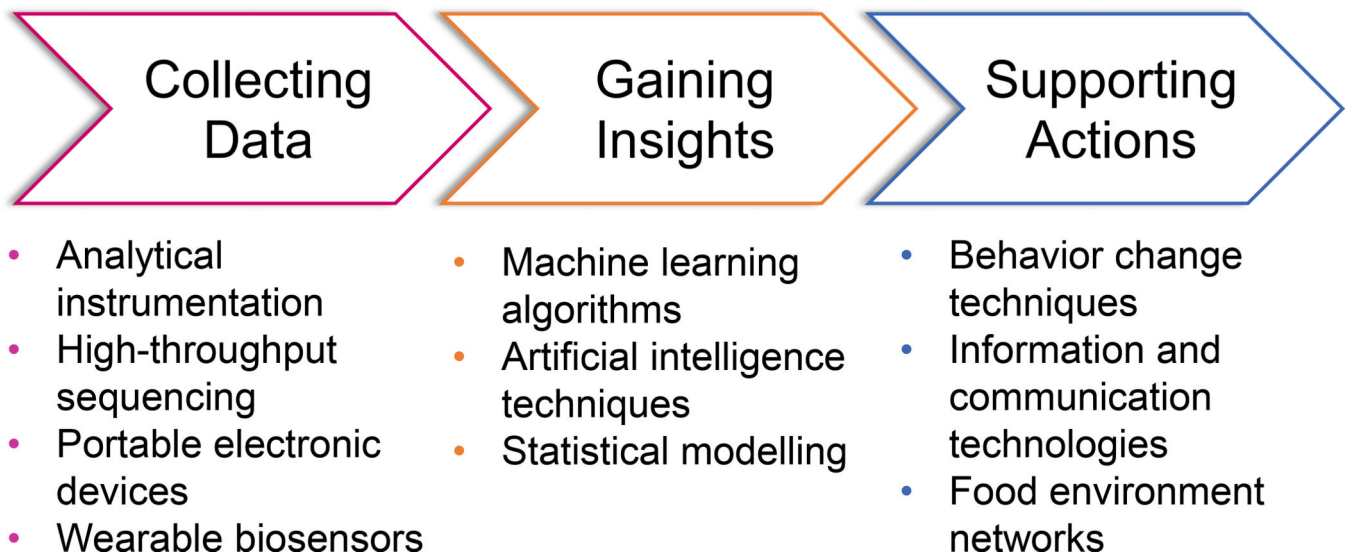 Collecting
Data
Gaining
Insights
Supporting
Actions
• Analytical
instrumentation
• High-throughput
sequencing
• Portable electronic
devices
• Wearable biosensors
• Machine learning
algorithms
• Artificial intelligence
techniques
• Statistical modelling
• Behavior change
techniques
• Information and
communication
technologies
• Food environment
networks